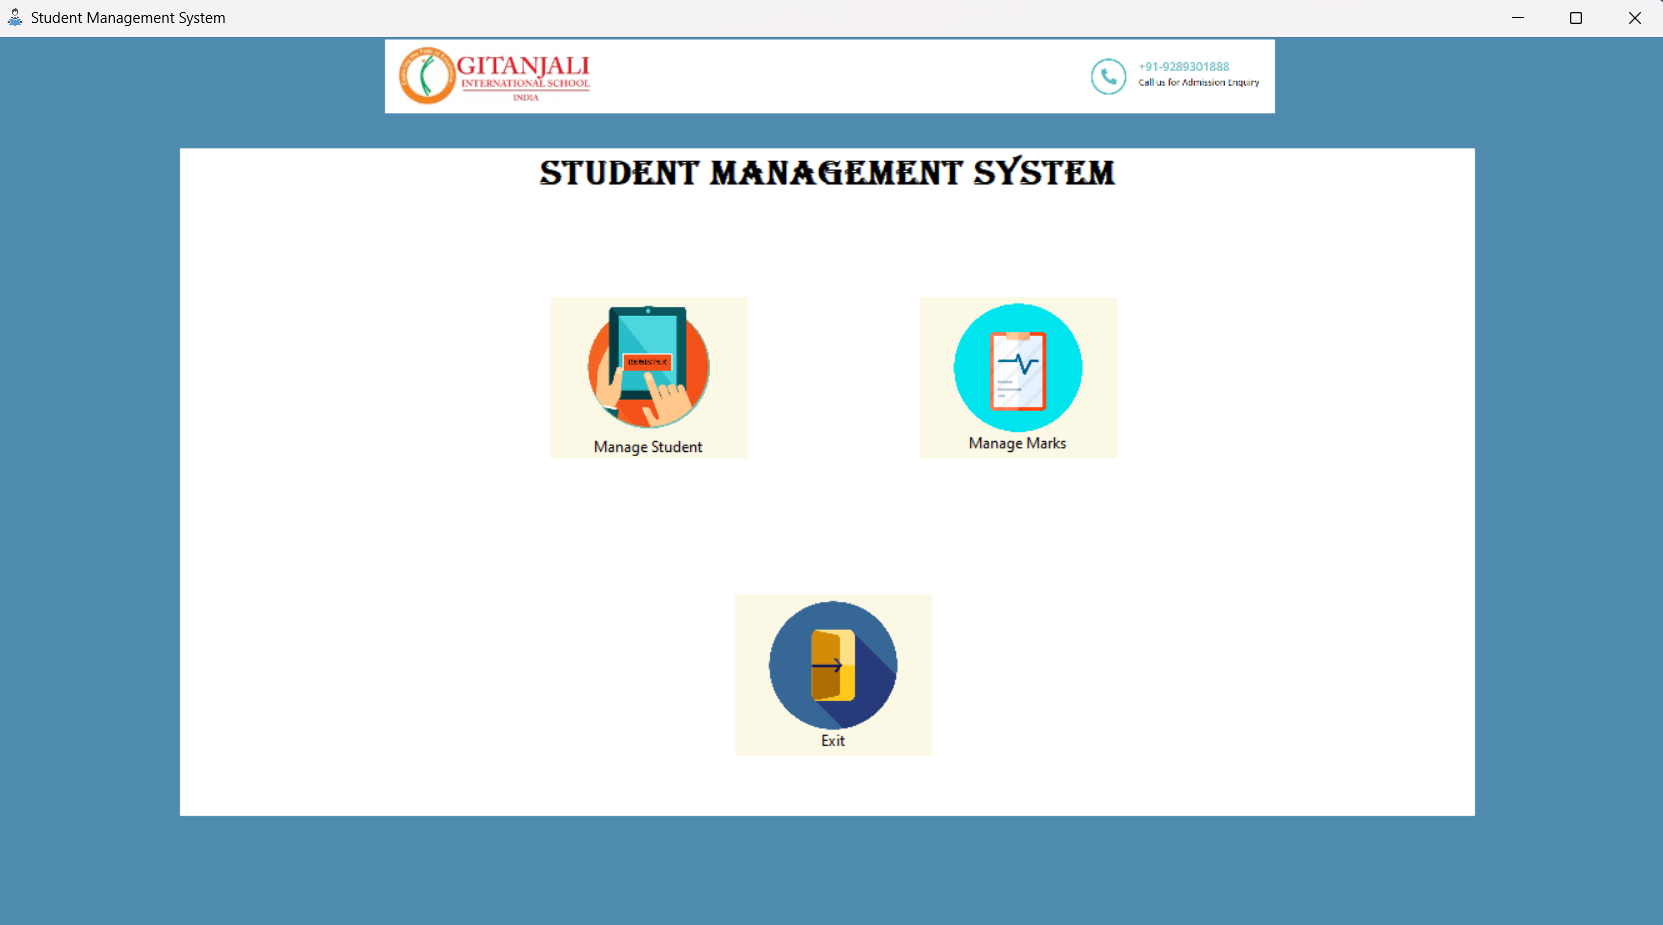 Student Management System
GITANJALI
INTERNATIONAL SCHOOL
INDIA
+91-9289301888
Call us for Admission Enquiry
STUDENT MANAGEMENT SYSTEM
REGISTER
Manage Student
Manage Marks
Exit